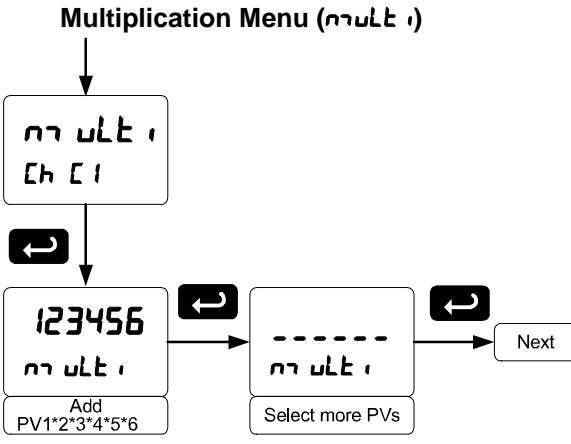 Multiplication Menu (multi)
multi
Ch C1
123456
multi
Add
PV1*2*3*4*5*6
------
multi
Select more PVs
Next